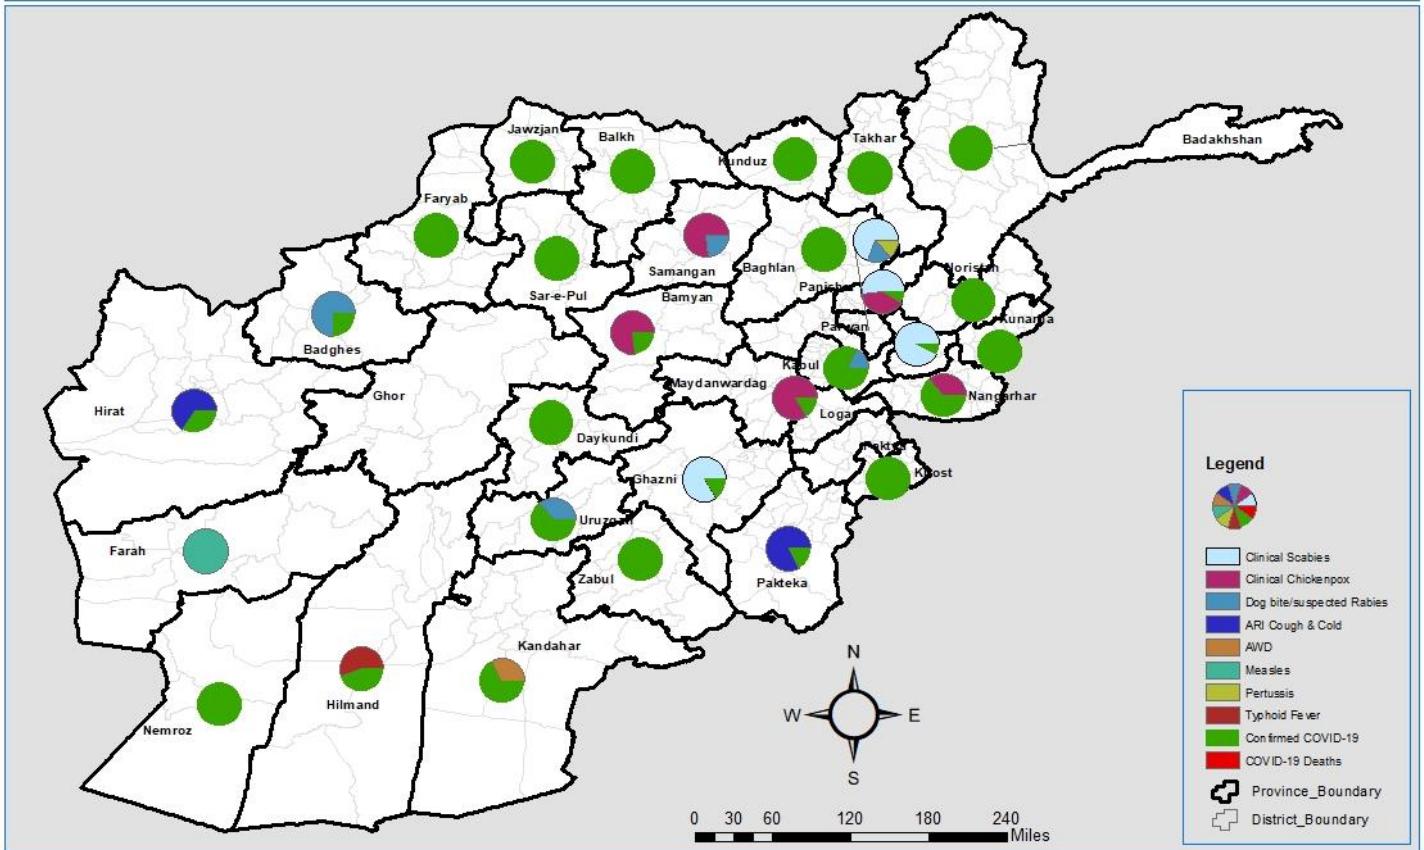 Jawzjan
Balkh
Kunduz
Takhar
Badakhshan
Faryab
Samangan
Baghlan
Panjsher
Noristan
Sar-e-Pul
Bamyan
Parwan
Kunarha
Badghes
Kabul
Maydanwardag
Nangarhar
Hirat
Ghor
Logar
Daykundi
Paktya
Khost
Ghazni
Uruzgan
Farah
Zabul
Pakteka
Kandahar
Hilmand
Nemroz
N
W
E
S
0 30 60 120 180 240
Miles
Legend
Clinical Scabies
Clinical Chickenpox
Dog bite/suspected Rabies
ARI Cough & Cold
AWD
Measles
Pertussis
Typhoid Fever
Confirmed COVID-19
COVID-19 Deaths
Province_Boundary
District_Boundary